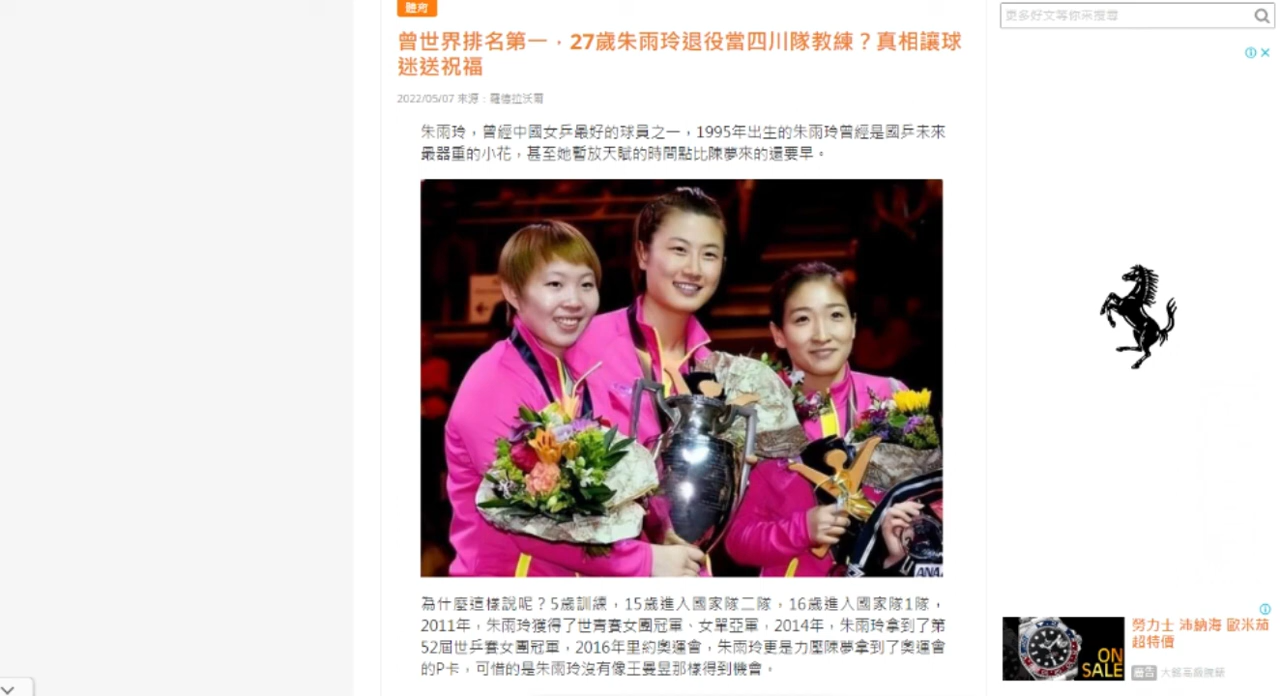 體育
曾世界排名第一，27歲朱雨玲退役當四川隊教練？真相讓球
迷送祝福
2022/05/07 來源：羅德拉沃爾
朱雨玲，曾經中國女乒最好的球員之一，1995年出生的朱雨玲曾經是國乒未來
最器重的小花，甚至她暫放天賦的時間點比陳夢來的還要早。
為什麼這樣說呢？5歲訓練，15歲進入國家隊二隊，16歲進入國家隊1隊，
2011年，朱雨玲獲得了世青賽女團冠軍、女單亞軍，2014年，朱雨玲拿到了第
52屆世乒賽女團冠軍，2016年里約奧運會，朱雨玲更是力壓陳夢拿到了奧運會
的P卡，可惜的是朱雨玲沒有像王曼昱那樣得到機會。
更多好文等你來搜尋
ANA
勞力士 沛納海 歐米茄
超特價
ON
SALE
廣告